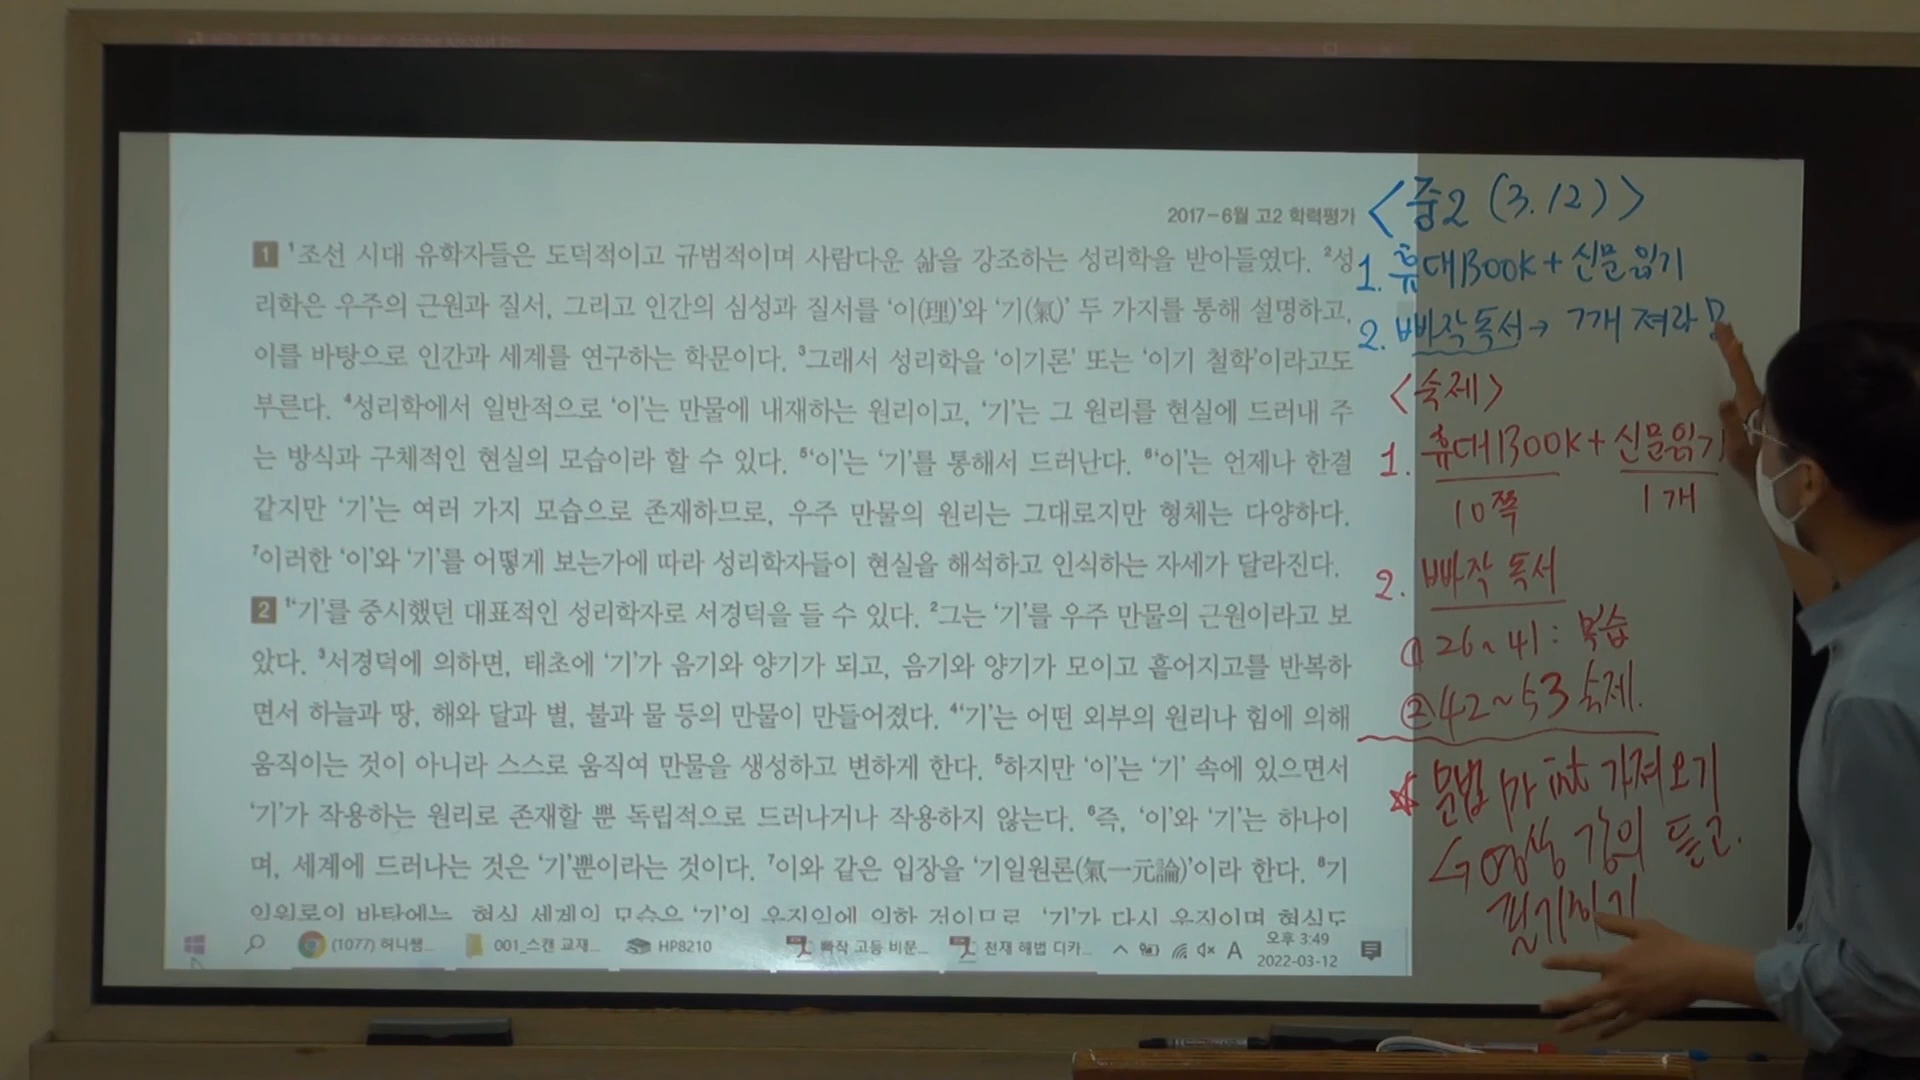 2017-6월 고2 학력평가
1 ¹조선 시대 유학자들은 도덕적이고 규범적이며 사람다운 삶을 강조하는 성리학을 받아들였다. ²성
리학은 우주의 근원과 질서, 그리고 인간의 심성과 질서를 ‘이(理)’와 ‘기(氣)’ 두 가지를 통해 설명하고,
이를 바탕으로 인간과 세계를 연구하는 학문이다. ³그래서 성리학을 ‘이기론’ 또는 ‘이기 철학’이라고도
부른다. ⁴성리학에서 일반적으로 ‘이’는 만물에 내재하는 원리이고, ‘기’는 그 원리를 현실에 드러내 주
는 방식과 구체적인 현실의 모습이라 할 수 있다. ⁵‘이’는 ‘기’를 통해서 드러난다. ⁶‘이’는 언제나 한결
같지만 ‘기’는 여러 가지 모습으로 존재하므로, 우주 만물의 원리는 그대로지만 형체는 다양하다.
⁷이러한 ‘이’와 ‘기’를 어떻게 보는가에 따라 성리학자들이 현실을 해석하고 인식하는 자세가 달라진다.
2 ¹‘기’를 중시했던 대표적인 성리학자로 서경덕을 들 수 있다. ²그는 ‘기’를 우주 만물의 근원이라고 보
았다. ³서경덕에 의하면, 태초에 ‘기’가 음기와 양기가 되고, 음기와 양기가 모이고 흩어지고를 반복하
면서 하늘과 땅, 해와 달과 별, 불과 물 등의 만물이 만들어졌다. ⁴‘기’는 어떤 외부의 원리나 힘에 의해
움직이는 것이 아니라 스스로 움직여 만물을 생성하고 변하게 한다. ⁵하지만 ‘이’는 ‘기’ 속에 있으면서
‘기’가 작용하는 원리로 존재할 뿐 독립적으로 드러나거나 작용하지 않는다. ⁶즉, ‘이’와 ‘기’는 하나이
며, 세계에 드러나는 것은 ‘기’뿐이라는 것이다. ⁷이와 같은 입장을 ‘기일원론(氣一元論)’이라 한다. ⁸기
(1077) 허니쌤...
001_스캔 교재...
HP8210
빠작 고등 비문...
천재 해법 디카...
A
오후 3:49
2022-03-12
<중2 (3.12)>
1. 휴대BOOK + 신문읽기
2. 빠작독서→ 7개 져라
<숙제>
1. 휴대BOOK + 신문읽기
10쪽 1개
2. 빠작 독서
① 26~41: 복습
② 42~53 숙제.
☆ 문법 가져오기
↳ 영상 강의 듣고.
필기하기